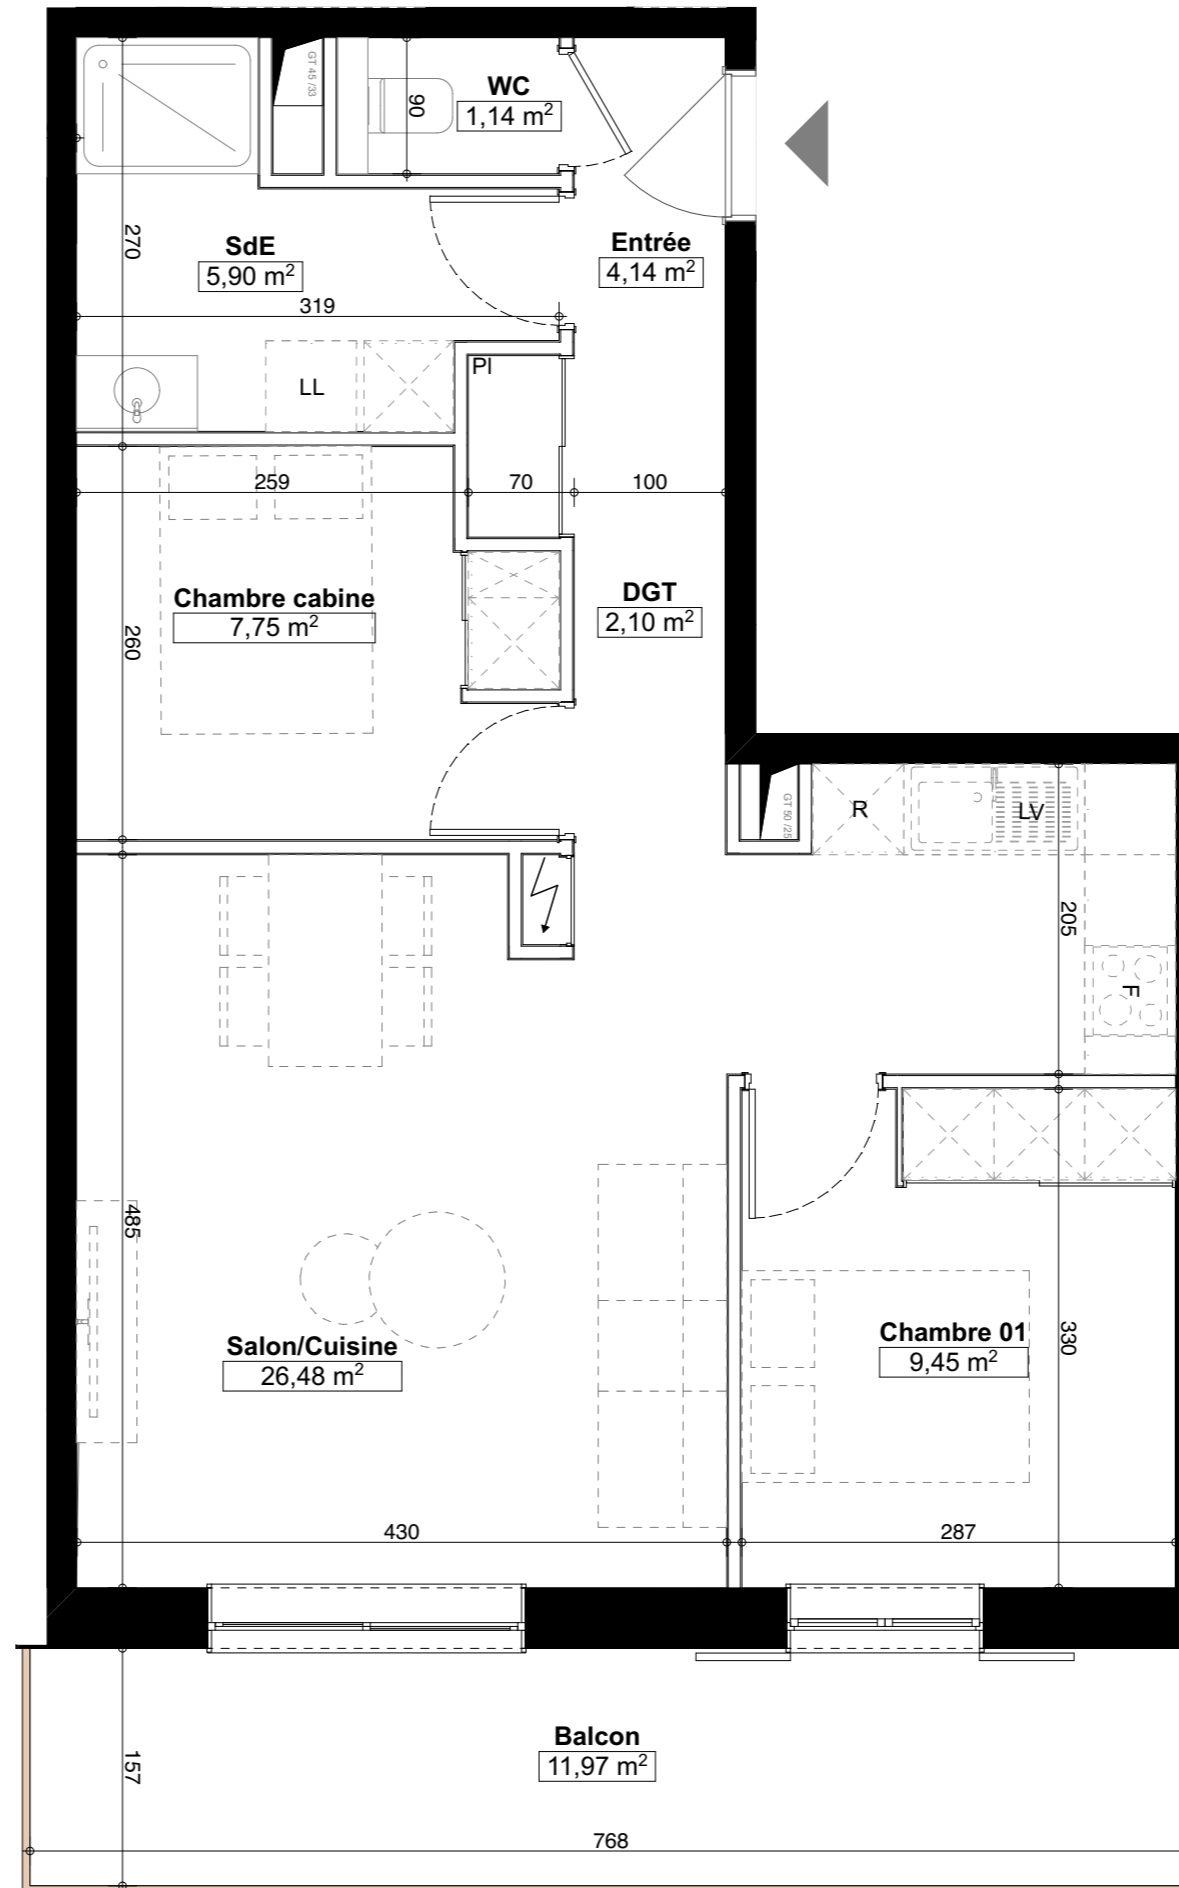 GT 45 /33
WC
1,14 m²
90
SdE
5,90 m²
270
319
Entrée
4,14 m²
LL
Pl
259
70
100
Chambre cabine
7,75 m²
260
DGT
2,10 m²
GT 50 /25
R
LV
205
F
485
Salon/Cuisine
26,48 m²
Chambre 01
9,45 m²
330
430
287
Balcon
11,97 m²
157
768